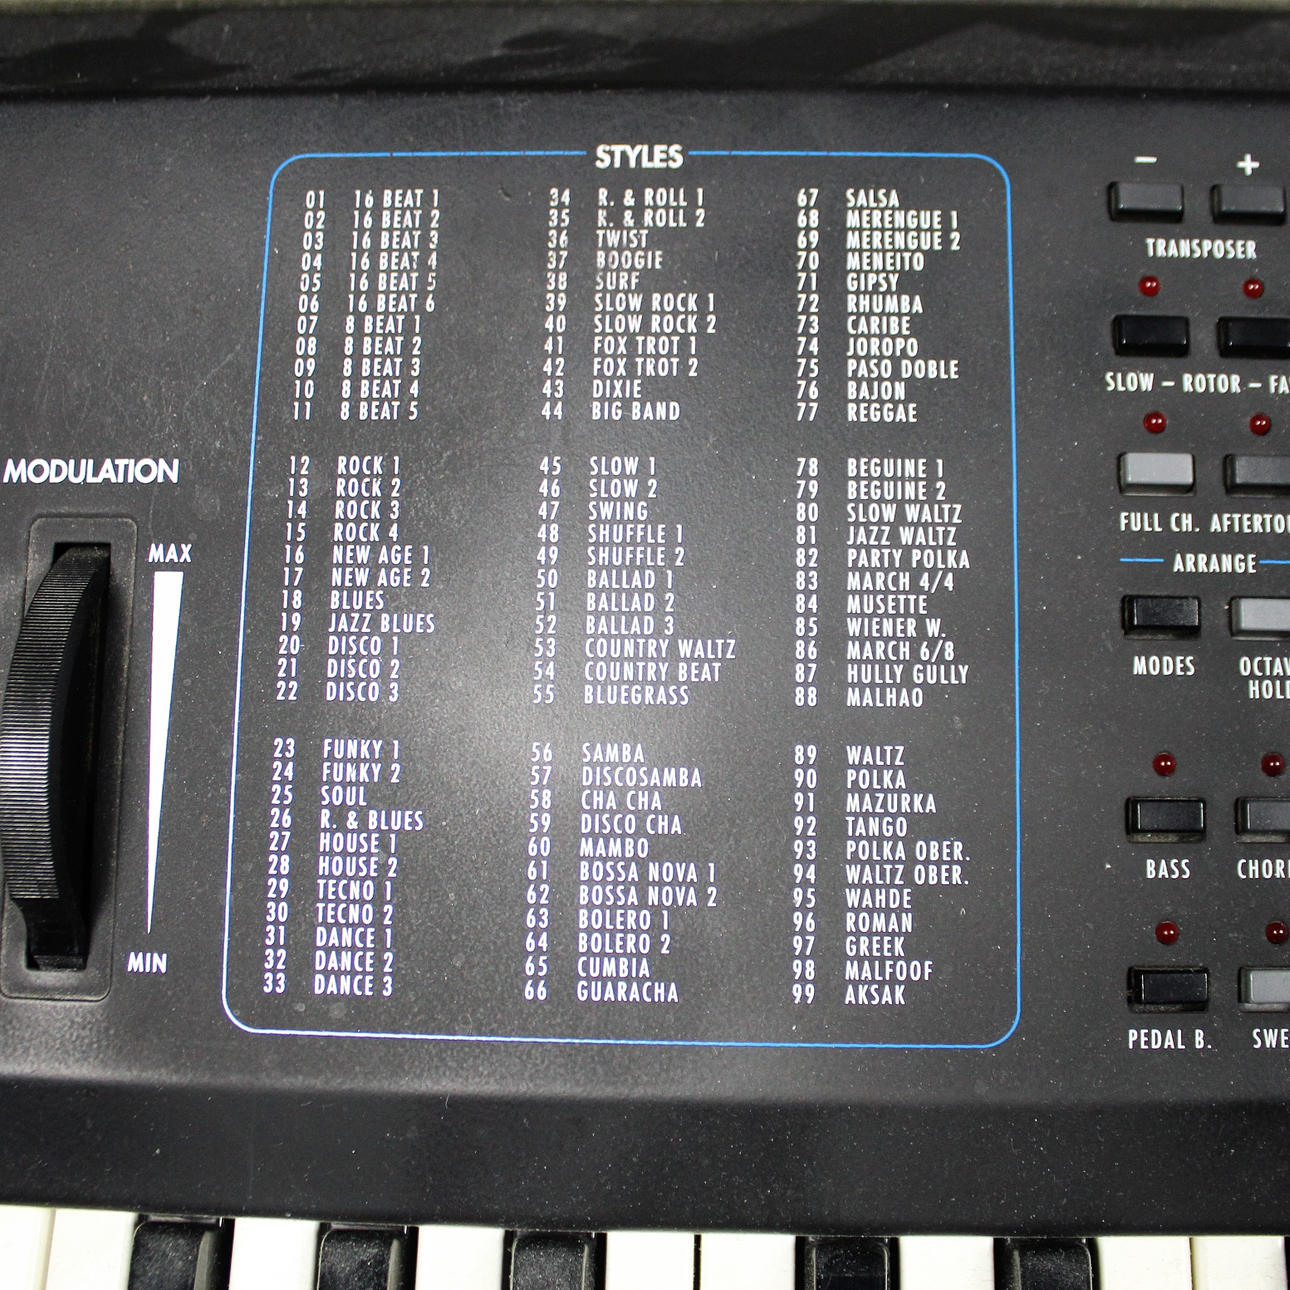 STYLES
01 16 BEAT 1
02 16 BEAT 2
03 16 BEAT 3
04 16 BEAT 4
05 16 BEAT 5
06 16 BEAT 6
07 8 BEAT 1
08 8 BEAT 2
09 8 BEAT 3
10 8 BEAT 4
11 8 BEAT 5
12 ROCK 1
13 ROCK 2
14 ROCK 3
15 ROCK 4
16 NEW AGE 1
17 NEW AGE 2
18 BLUES
19 JAZZ BLUES
20 DISCO 1
21 DISCO 2
22 DISCO 3
23 FUNKY 1
24 FUNKY 2
25 SOUL
26 R. & BLUES
27 HOUSE 1
28 HOUSE 2
29 TECNO 1
30 TECNO 2
31 DANCE 1
32 DANCE 2
33 DANCE 3
34 R. & ROLL 1
35 R. & ROLL 2
36 TWIST
37 BOOGIE
38 SURF
39 SLOW ROCK 1
40 SLOW ROCK 2
41 FOX TROT 1
42 FOX TROT 2
43 DIXIE
44 BIG BAND
45 SLOW 1
46 SLOW 2
47 SWING
48 SHUFFLE 1
49 SHUFFLE 2
50 BALLAD 1
51 BALLAD 2
52 BALLAD 3
53 COUNTRY WALTZ
54 COUNTRY BEAT
55 BLUEGRASS
56 SAMBA
57 DISCOSAMBA
58 CHA CHA
59 DISCO CHA
60 MAMBO
61 BOSSA NOVA 1
62 BOSSA NOVA 2
63 BOLERO 1
64 BOLERO 2
65 CUMBIA
66 GUARACHA
67 SALSA
68 MERENGUE 1
69 MERENGUE 2
70 MENEITO
71 GIPSY
72 RHUMBA
73 CARIBE
74 JOROPO
75 PASO DOBLE
76 BAJON
77 REGGAE
78 BEGUINE 1
79 BEGUINE 2
80 SLOW WALTZ
81 JAZZ WALTZ
82 PARTY POLKA
83 MARCH 4/4
84 MUSETTE
85 WIENER W.
86 MARCH 6/8
87 HULLY GULLY
88 MALHAO
89 WALTZ
90 POLKA
91 MAZURKA
92 TANGO
93 POLKA OBER.
94 WALTZ OBER.
95 WAHDE
96 ROMAN
97 GREEK
98 MALFOOF
99 AKSAK
MODULATION
MAX
MIN
− +
TRANSPOSER
SLOW – ROTOR – FA
FULL CH. AFTERTOU
ARRANGE
MODES OCTAV
HOLD
BASS CHOR
PEDAL B. SWE